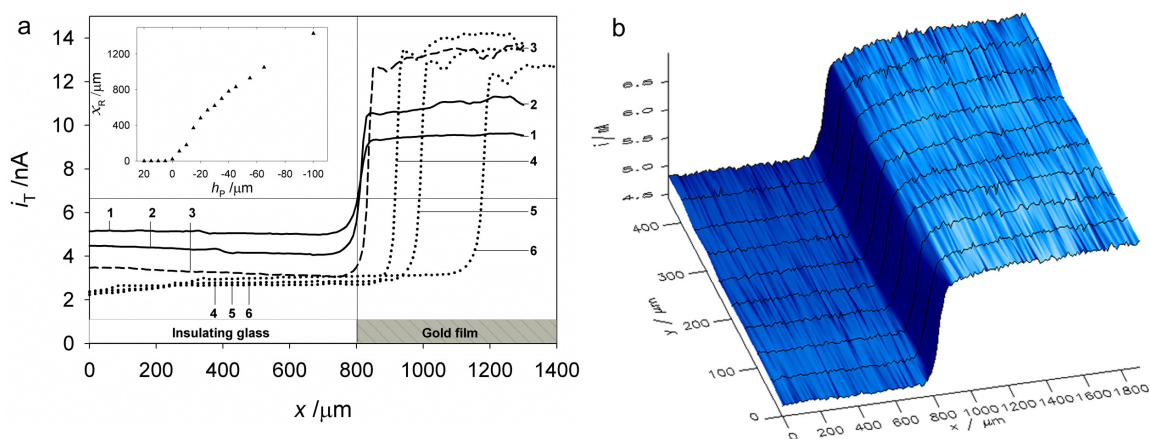 a
i_T /nA
14
12
10
8
6
4
2
0
0 200 400 600 800 1000 1200 1400
x /µm
x_R /µm
1200
800
400
0
20 0 -20 -40 -60 -80 -100
h_P /µm
1 2 3
4 5 6
3
2
1
4
5
6
Insulating glass
Gold film
b
i / nA
6.5
6.0
5.5
5.0
4.5
400
300
200
100
0
y / µm
0 200 400 600 800 1000 1200 1400 1600 1800
x / µm